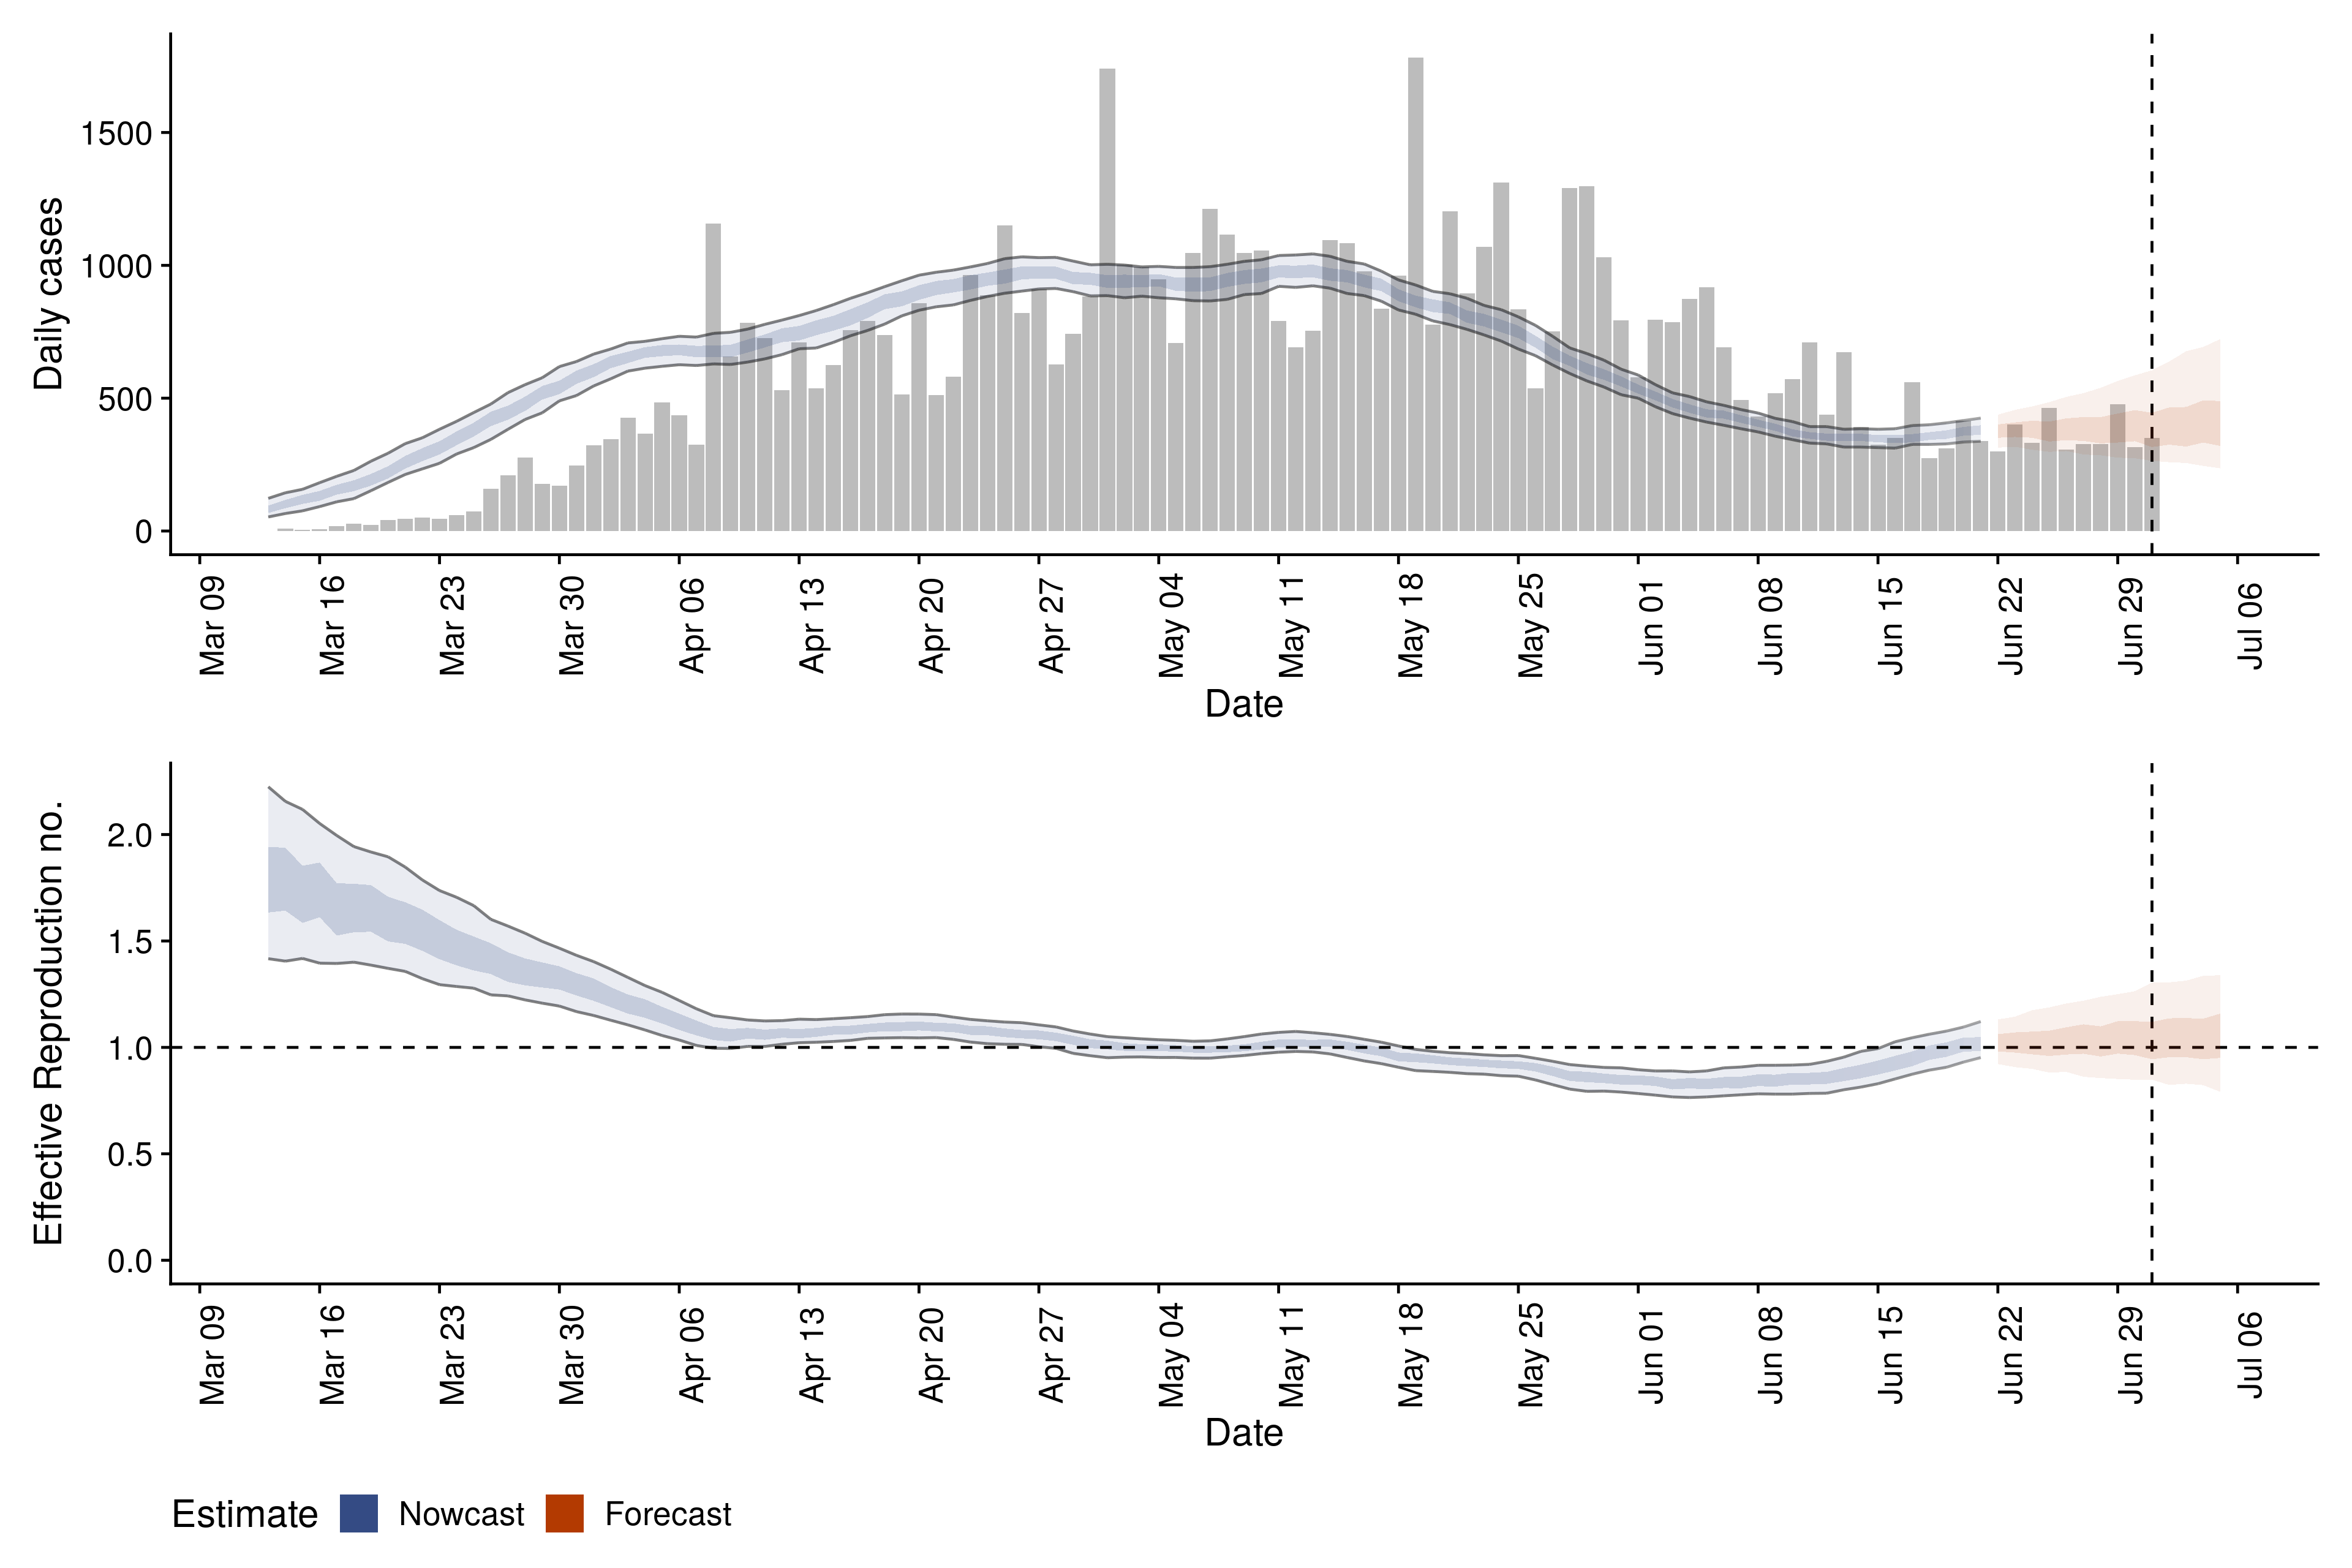 Daily cases
1500
1000
500
0
Mar 09
Mar 16
Mar 23
Mar 30
Apr 06
Apr 13
Apr 20
Apr 27
May 04
May 11
May 18
May 25
Jun 01
Jun 08
Jun 15
Jun 22
Jun 29
Jul 06
Date
Effective Reproduction no.
2.0
1.5
1.0
0.5
0.0
Mar 09
Mar 16
Mar 23
Mar 30
Apr 06
Apr 13
Apr 20
Apr 27
May 04
May 11
May 18
May 25
Jun 01
Jun 08
Jun 15
Jun 22
Jun 29
Jul 06
Date
Estimate Nowcast Forecast